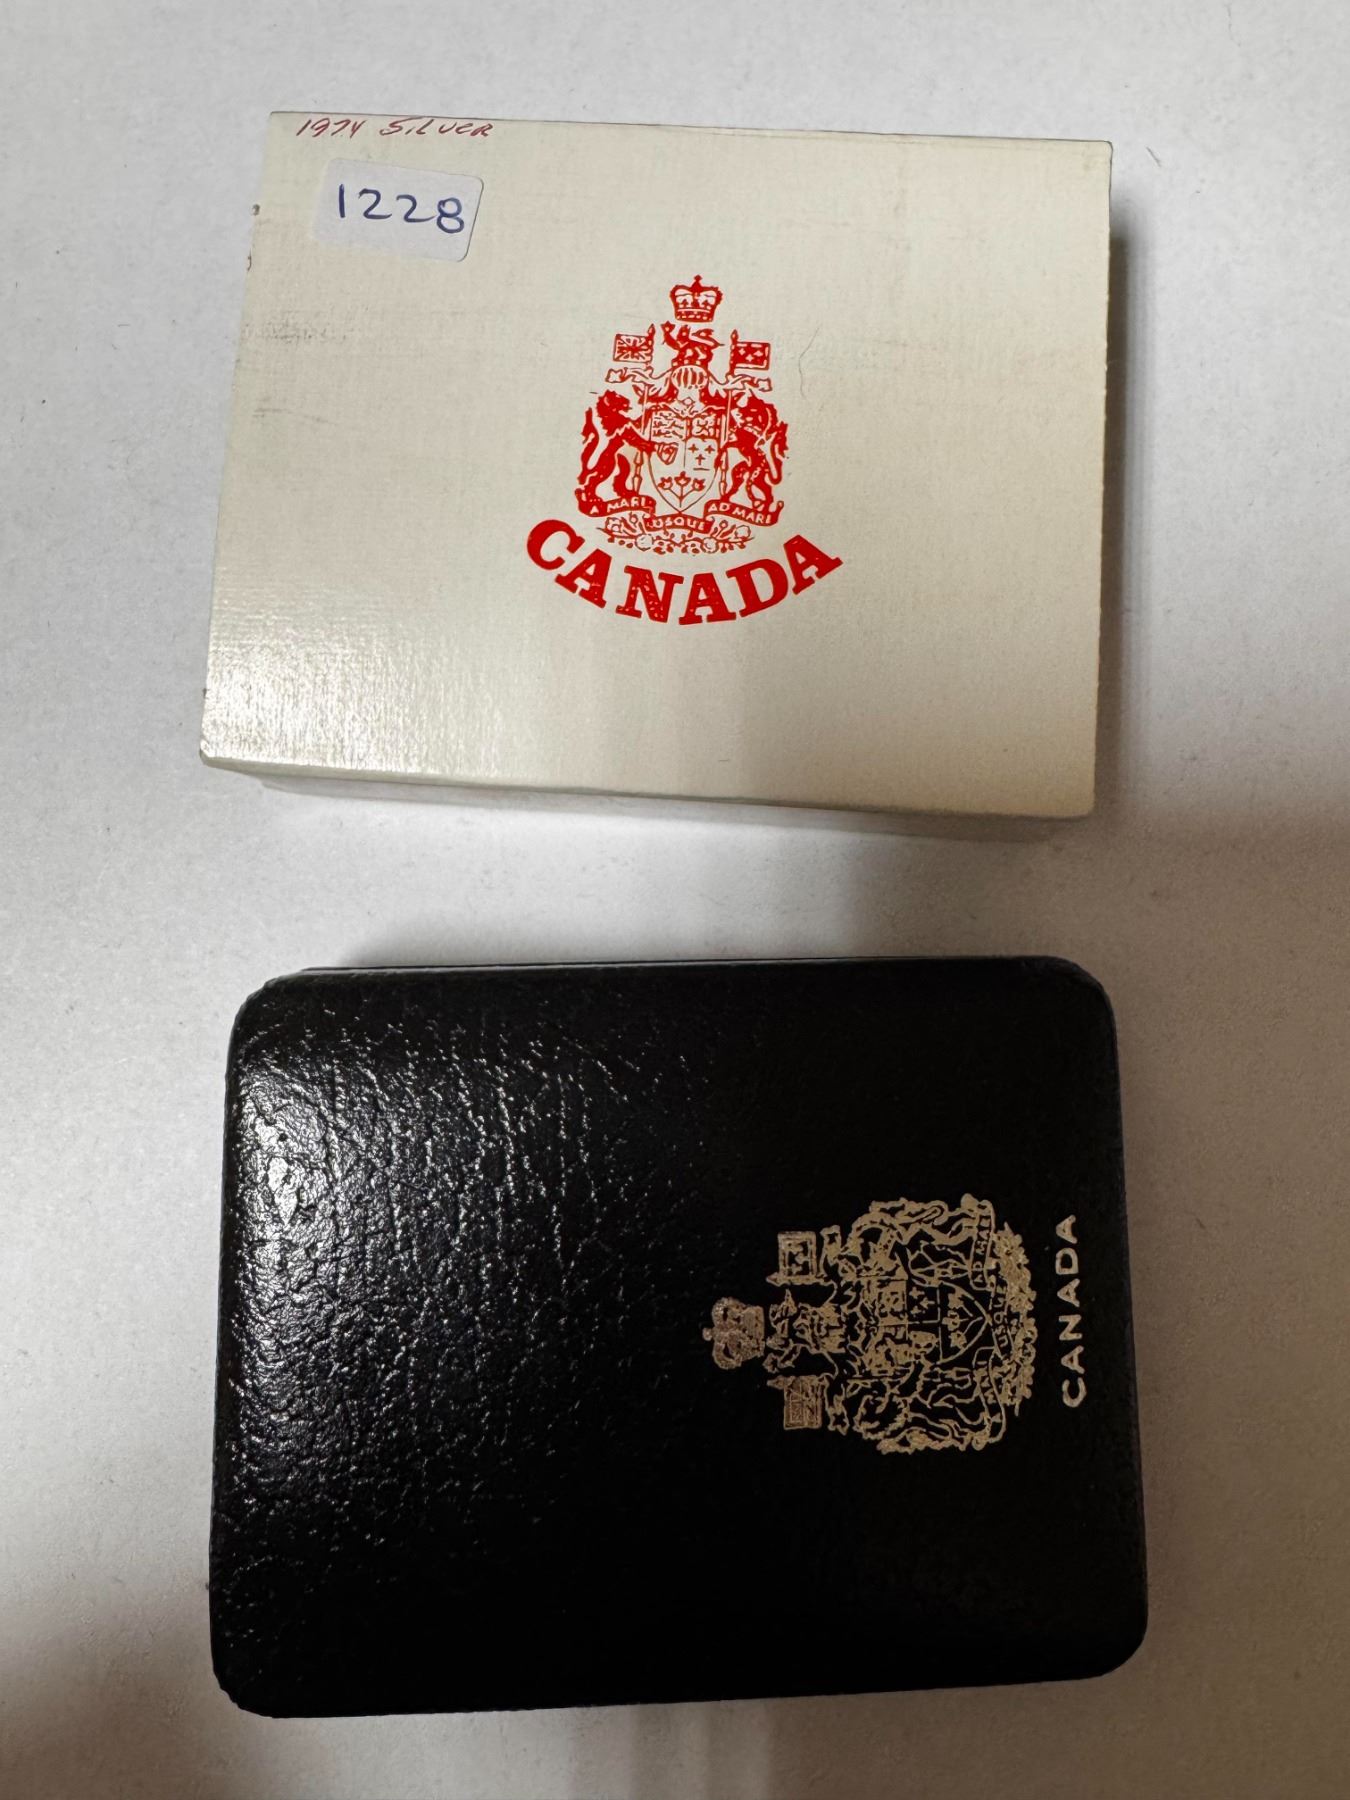 1974 SILVER
1228
A MARI USQUE AD MARE
CANADA
CANADA